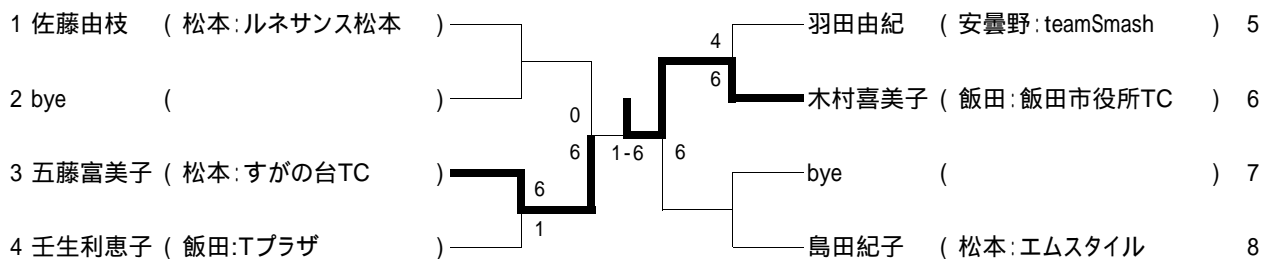 1 佐藤由枝 ( 松本:ルネサンス松本 )
2 bye ( )
3 五藤富美子 ( 松本:すがの台TC )
4 壬生利恵子 ( 飯田:Tプラザ )
0
6
6
1
1-6
4
6
6
羽田由紀 ( 安曇野:teamSmash ) 5
木村喜美子 ( 飯田:飯田市役所TC ) 6
bye ( ) 7
島田紀子 ( 松本:エムスタイル 8